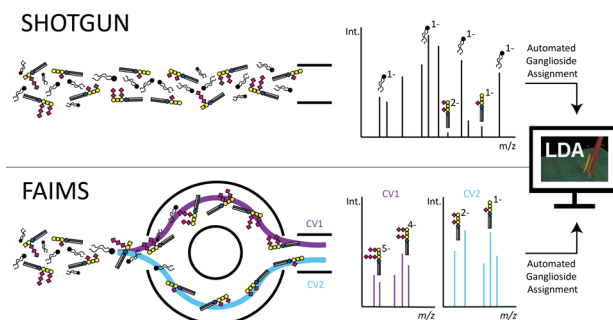 SHOTGUN
Int.
1-
1-
1-
1-
2-
1-
m/z
Automated
Ganglioside
Assignment
LDA
FAIMS
CV1
CV2
CV1
Int.
5-
4-
m/z
CV2
2-
1-
m/z
Automated
Ganglioside
Assignment